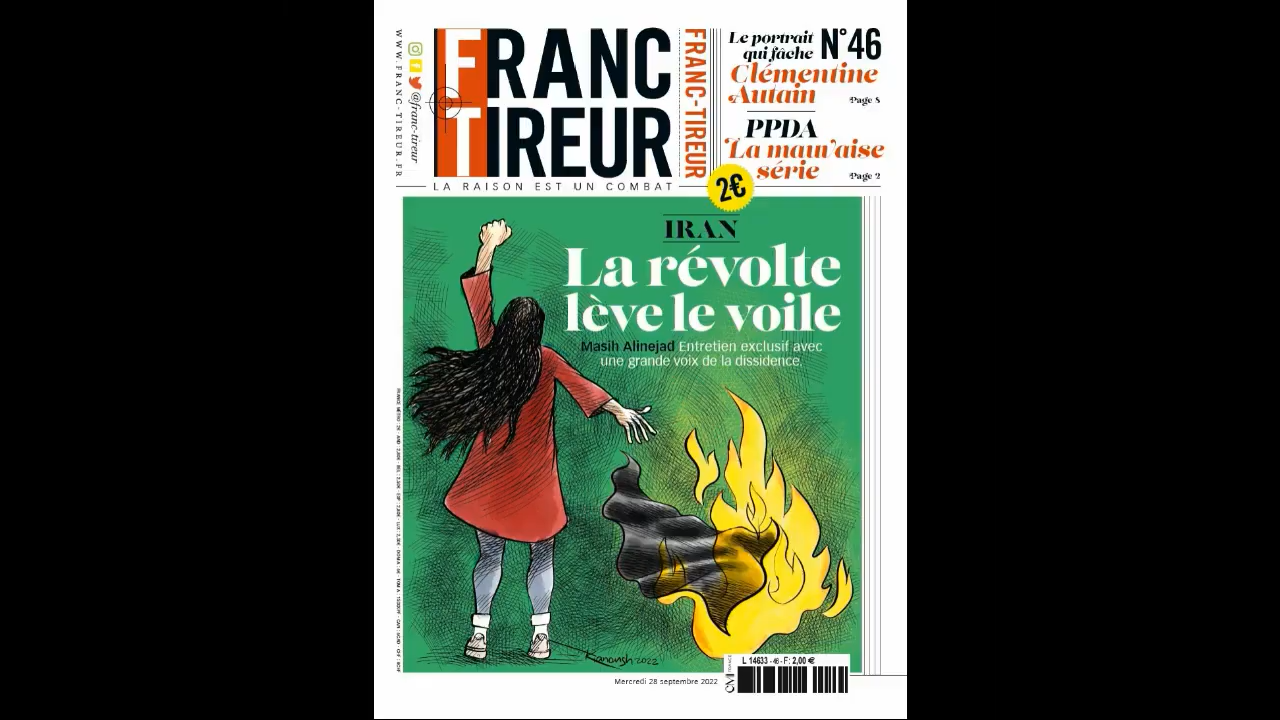 WWW.FRANC-TIREUR.FR
@franc-tireur
FRANC
TIREUR
LA RAISON EST UN COMBAT
FRANC-TIREUR
Le portrait
qui fâche
N°46
Clémentine
Autain
Page 8
PPDA
La mauvaise
série
Page 2
2€
IRAN
La révolte
lève le voile
Masih Alinejad Entretien exclusif avec
une grande voix de la dissidence.
Kianoush 2022
Mercredi 28 septembre 2022
L 14633 - 46 - F: 2,00 €